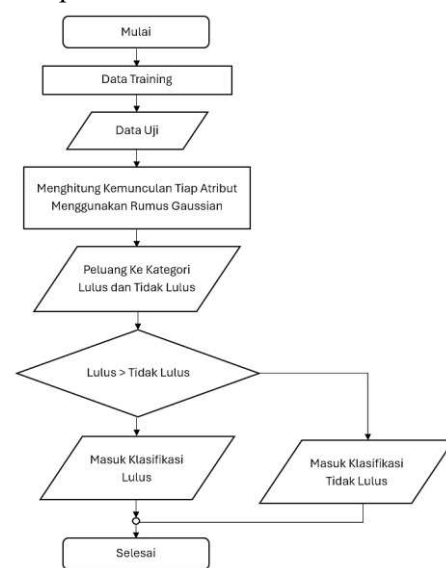 Mulai
Data Training
Data Uji
Menghitung Kemunculan Tiap Atribut
Menggunakan Rumus Gaussian
Peluang Ke Kategori
Lulus dan Tidak Lulus
Lulus > Tidak Lulus
Masuk Klasifikasi
Lulus
Masuk Klasifikasi
Tidak Lulus
Selesai